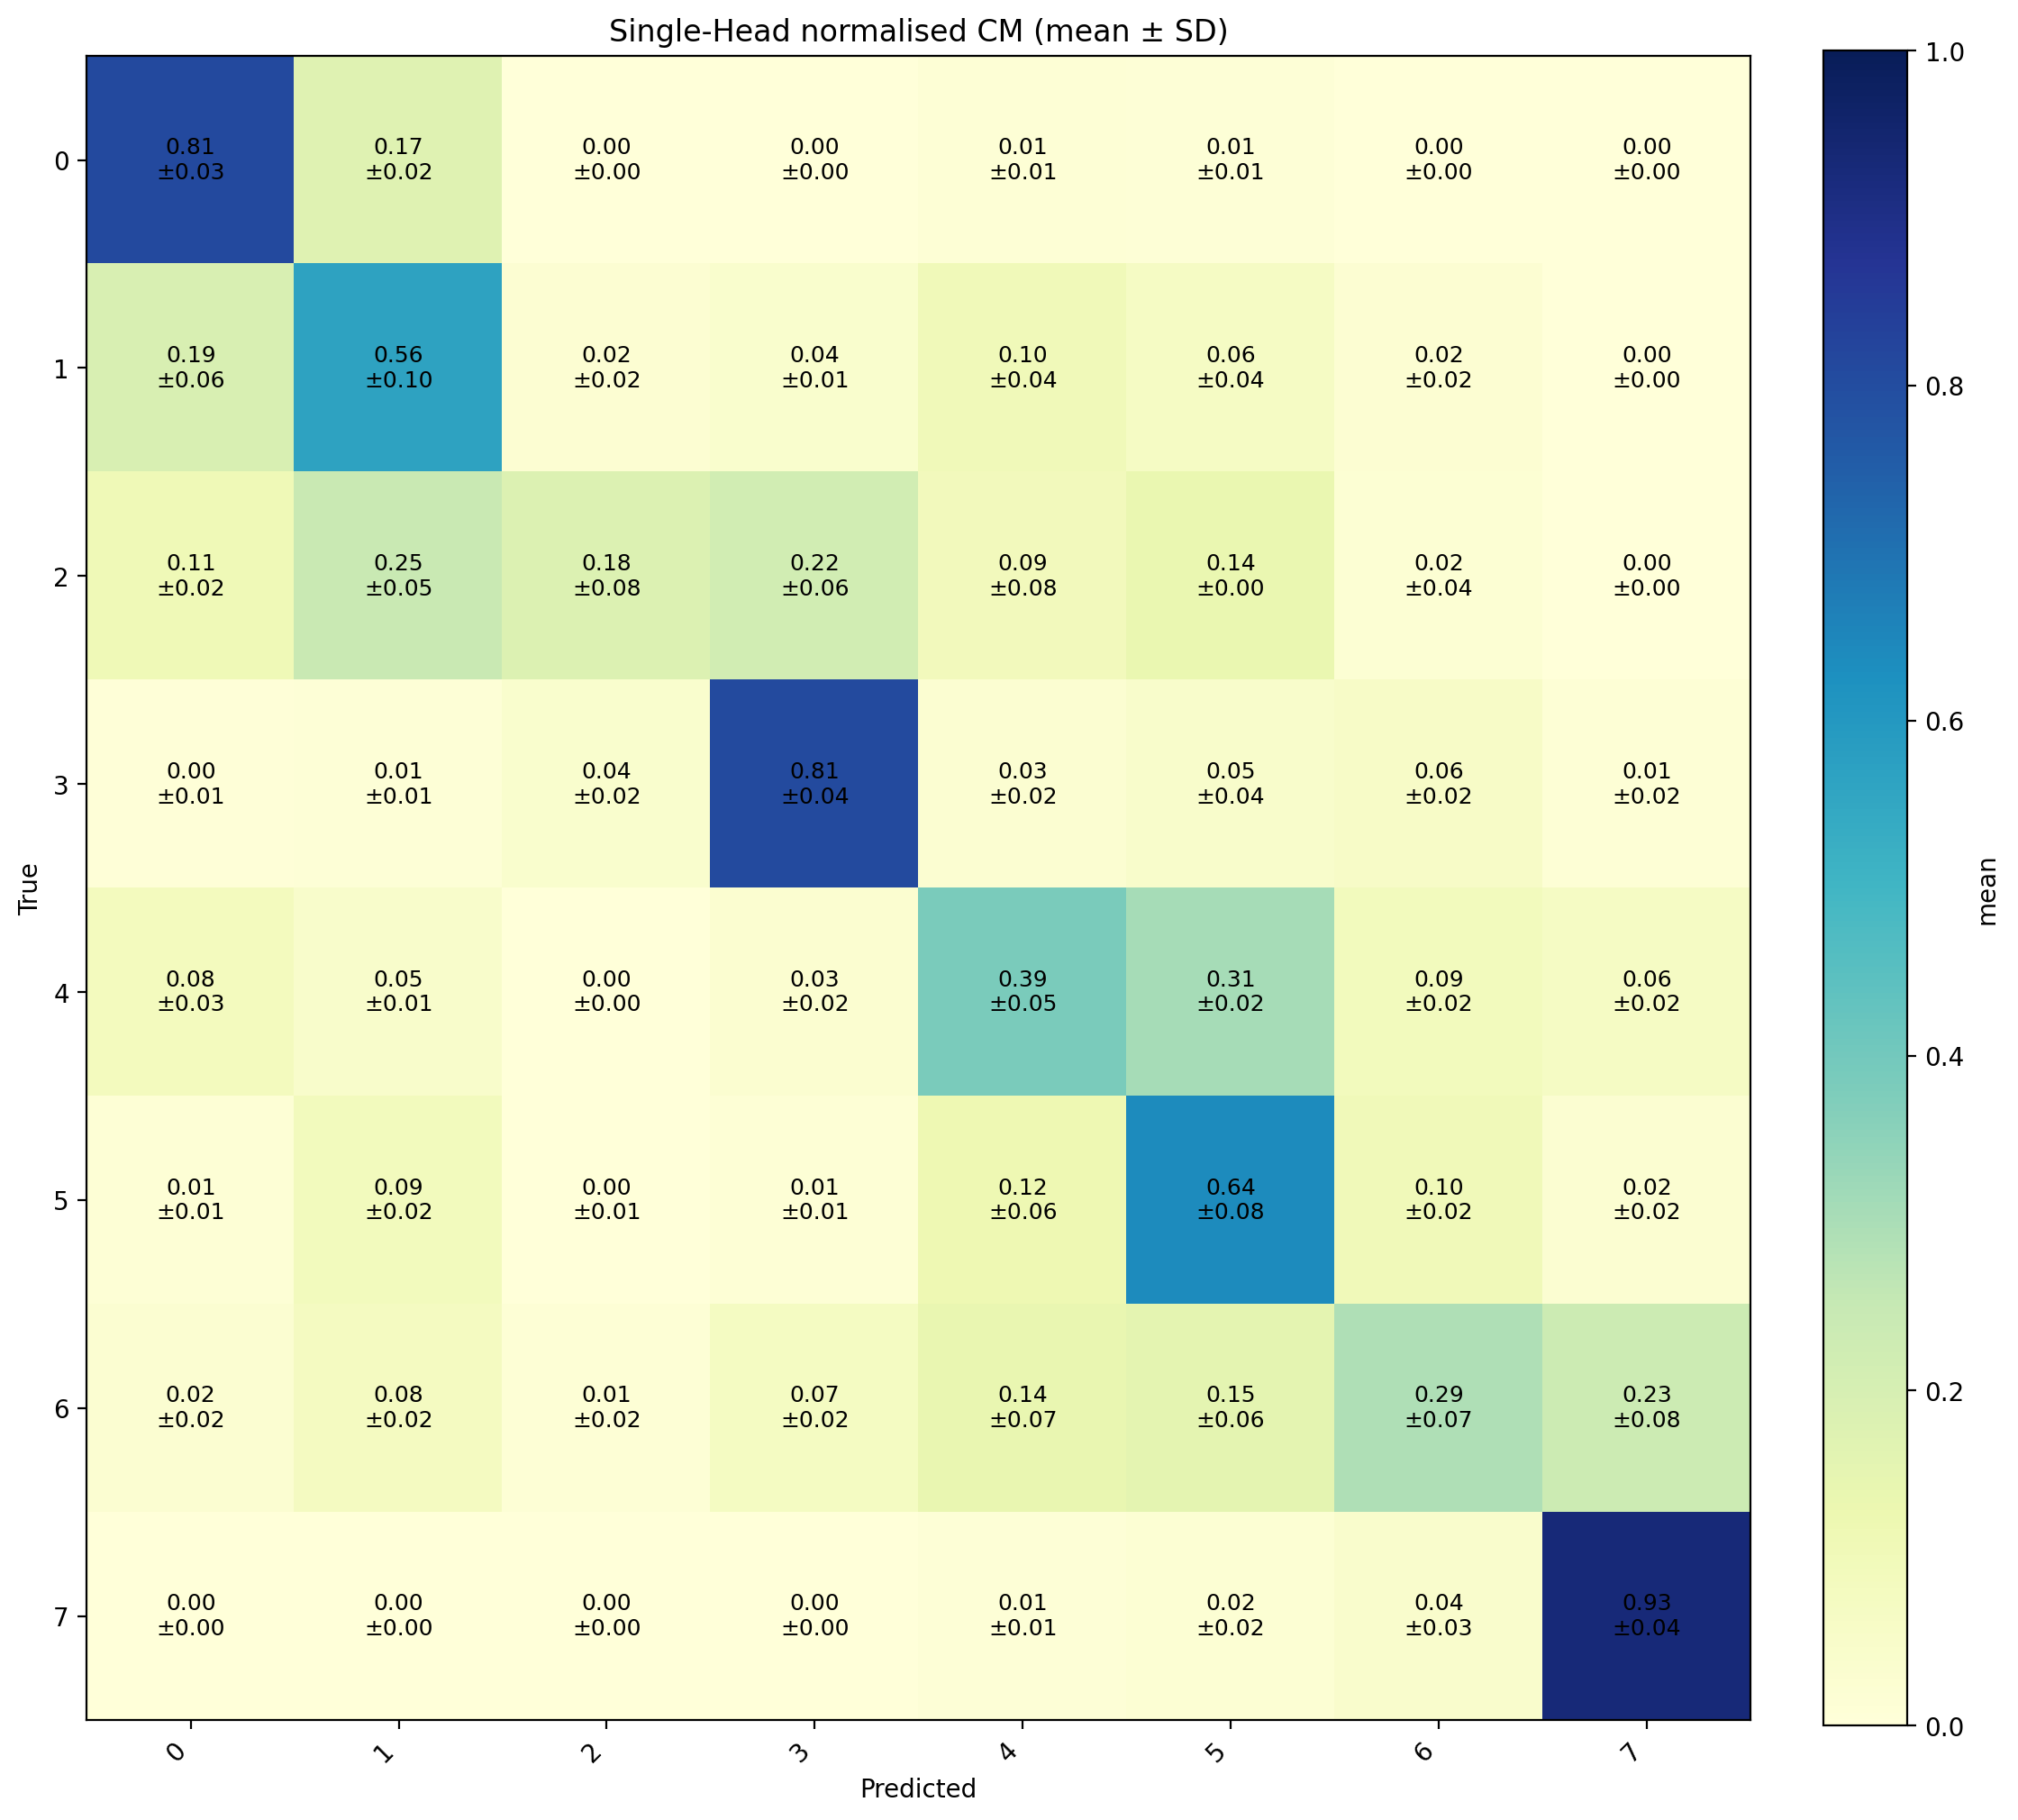 Single-Head normalised CM (mean ± SD)
0.81 0.17 0.00 0.00 0.01 0.01 0.00 0.00
0 ±0.03 ±0.02 ±0.00 ±0.00 ±0.01 ±0.01 ±0.00 ±0.00
0.19 0.56 0.02 0.04 0.10 0.06 0.02 0.00
1 ±0.06 ±0.10 ±0.02 ±0.01 ±0.04 ±0.04 ±0.02 ±0.00
0.11 0.25 0.18 0.22 0.09 0.14 0.02 0.00
2 ±0.02 ±0.05 ±0.08 ±0.06 ±0.08 ±0.00 ±0.04 ±0.00
0.00 0.01 0.04 0.81 0.03 0.05 0.06 0.01
3 ±0.01 ±0.01 ±0.02 ±0.04 ±0.02 ±0.04 ±0.02 ±0.02
True
0.08 0.05 0.00 0.03 0.39 0.31 0.09 0.06
4 ±0.03 ±0.01 ±0.00 ±0.02 ±0.05 ±0.02 ±0.02 ±0.02
0.01 0.09 0.00 0.01 0.12 0.64 0.10 0.02
5 ±0.01 ±0.02 ±0.01 ±0.01 ±0.06 ±0.08 ±0.02 ±0.02
0.02 0.08 0.01 0.07 0.14 0.15 0.29 0.23
6 ±0.02 ±0.02 ±0.02 ±0.02 ±0.07 ±0.06 ±0.07 ±0.08
0.00 0.00 0.00 0.00 0.01 0.02 0.04 0.93
7 ±0.00 ±0.00 ±0.00 ±0.00 ±0.01 ±0.02 ±0.03 ±0.04
0 1 2 3 4 5 6 7
Predicted
1.0
0.8
0.6
0.4
0.2
0.0
mean